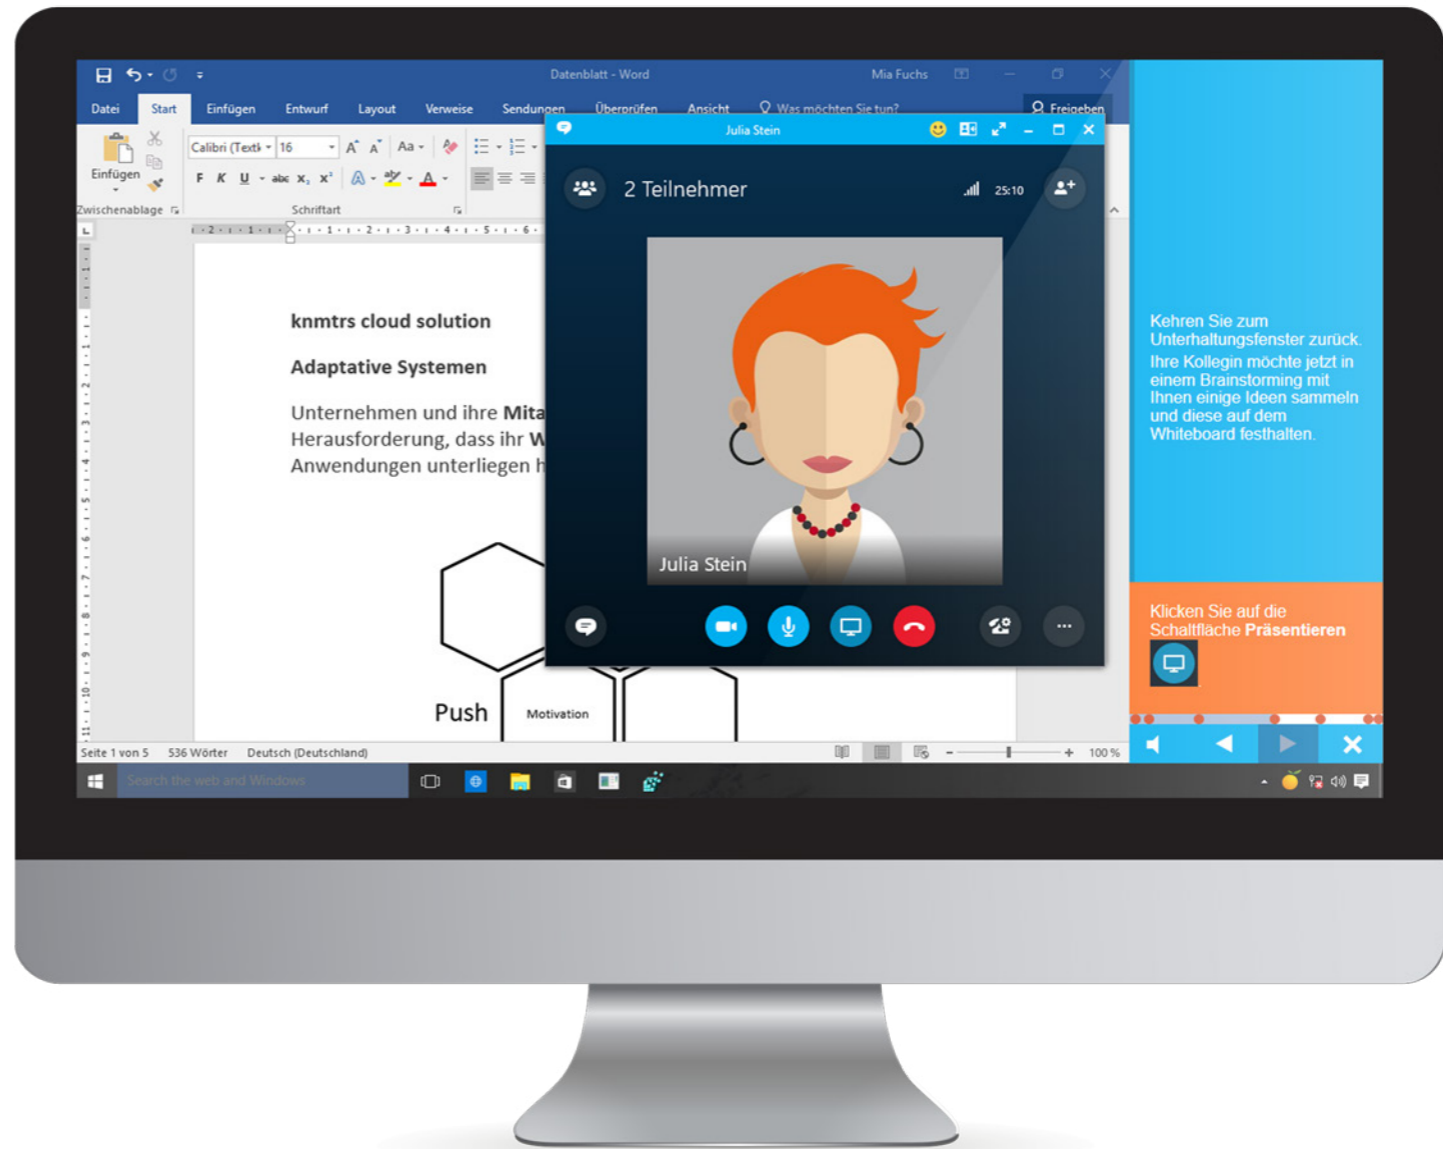 Datenblatt - Word
Mia Fuchs
Datei Start Einfügen Entwurf Layout Verweise Sendungen Überprüfen Ansicht Was möchten Sie tun? Freigeben
Einfügen
Calibri (Textk 16
F K U abc x₂ x²
Zwischenablage
Schriftart
Julia Stein
2 Teilnehmer
25:10
Julia Stein
knmtrs cloud solution
Adaptative Systemen
Unternehmen und ihre Mita
Herausforderung, dass ihr W
Anwendungen unterliegen h
Push
Motivation
Seite 1 von 5 536 Wörter Deutsch (Deutschland)
100 %
Search the web and Windows
Kehren Sie zum
Unterhaltungsfenster zurück.
Ihre Kollegin möchte jetzt in
einem Brainstorming mit
Ihnen einige Ideen sammeln
und diese auf dem
Whiteboard festhalten.
Klicken Sie auf die
Schaltfläche Präsentieren